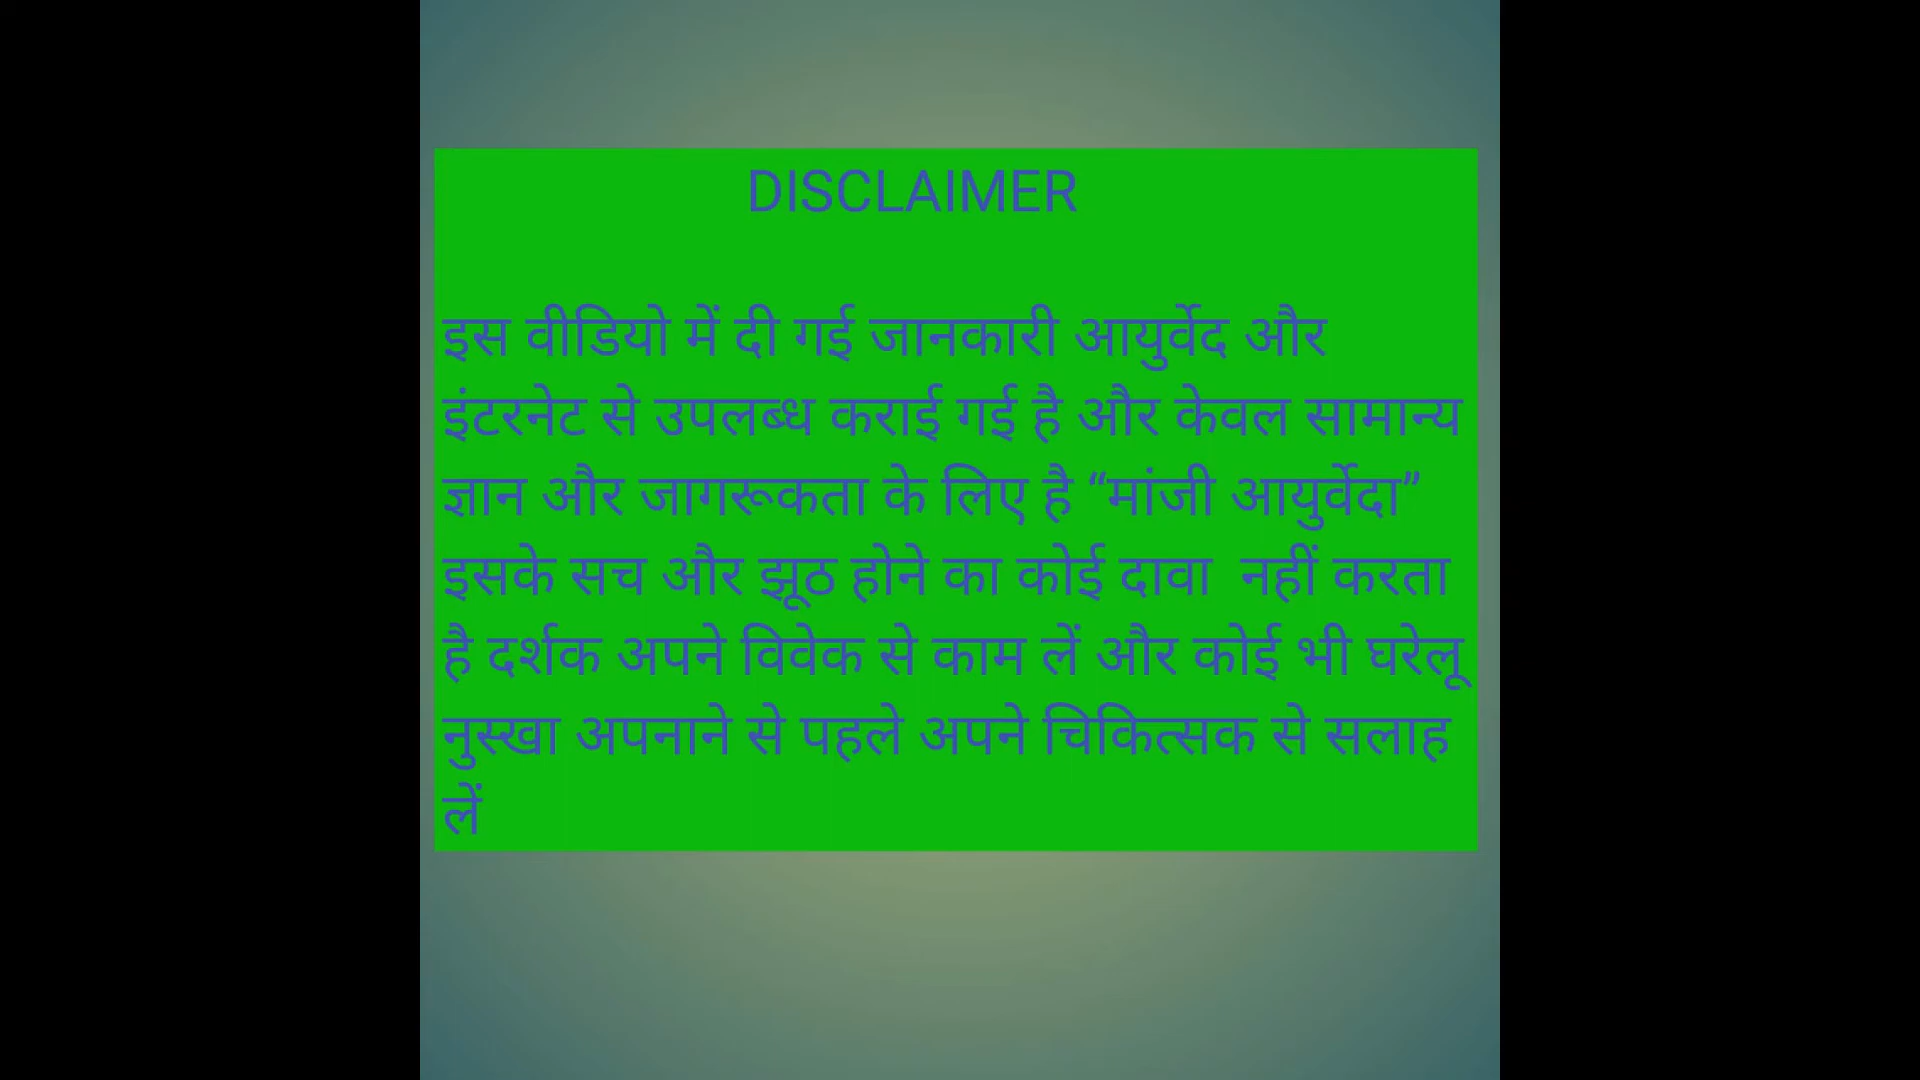 DISCLAIMER
इस वीडियो में दी गई जानकारी आयुर्वेद और
इंटरनेट से उपलब्ध कराई गई है और केवल सामान्य
ज्ञान और जागरूकता के लिए है “मांजी आयुर्वेदा”
इसके सच और झूठ होने का कोई दावा  नहीं करता
है दर्शक अपने विवेक से काम लें और कोई भी घरेलू
नुस्खा अपनाने से पहले अपने चिकित्सक से सलाह
लें